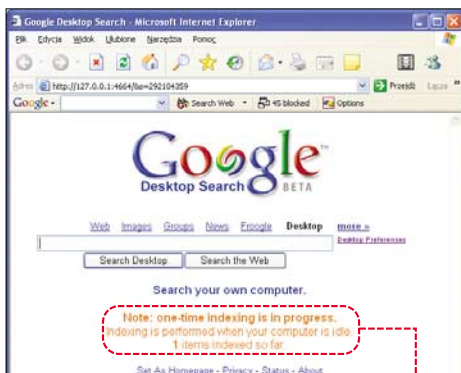 Google Desktop Search - Microsoft Internet Explorer
Plik Edycja Widok Ulubione Narzędzia Pomoc
Adres http://127.0.0.1:4664/&s=292104359 Przejdź Łącza »
Google - Search Web 45 blocked Options
Google™
Desktop Search BETA
Web Images Groups News Froogle Desktop more »
Desktop Preferences
Search Desktop Search the Web
Search your own computer.
Note: one-time indexing is in progress.
Indexing is performed when your computer is idle.
1 items indexed so far.
Set As Homepage - Privacy - Status - About